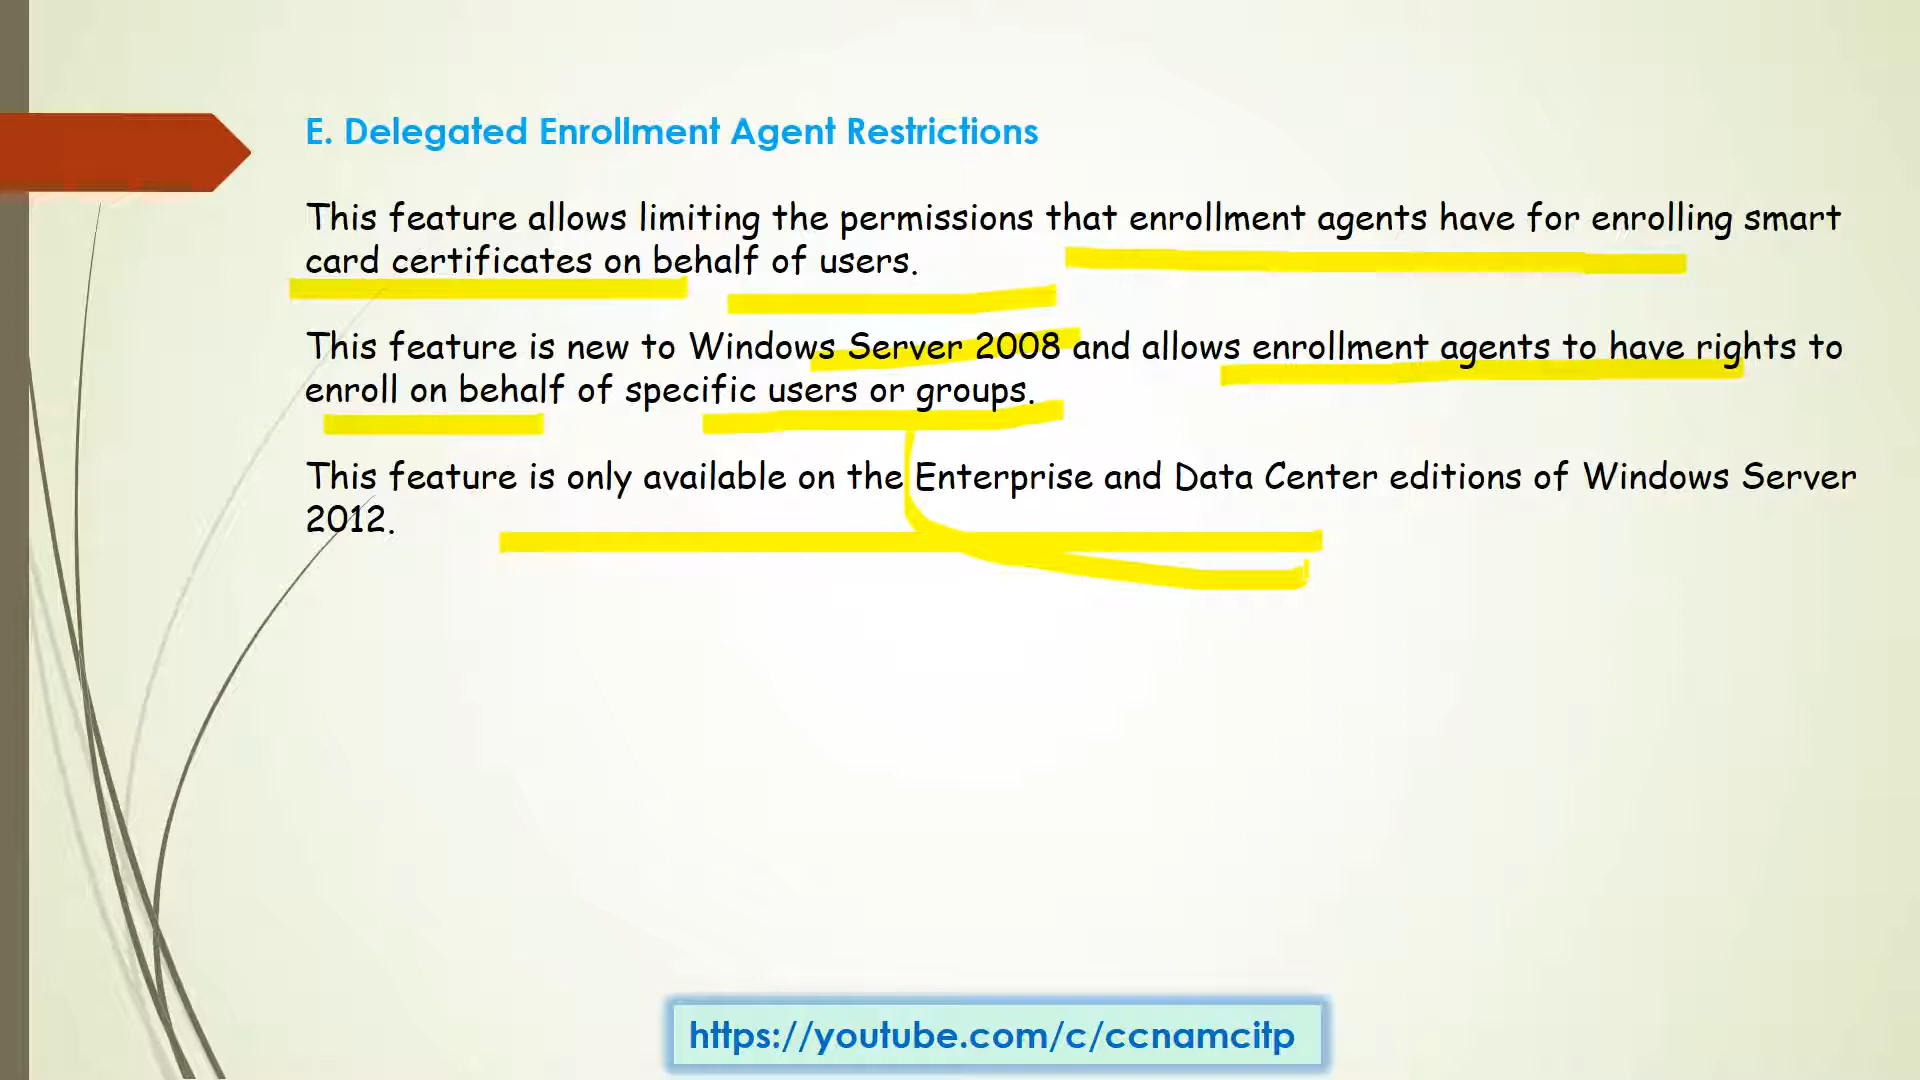 E. Delegated Enrollment Agent Restrictions
This feature allows limiting the permissions that enrollment agents have for enrolling smart
card certificates on behalf of users.
This feature is new to Windows Server 2008 and allows enrollment agents to have rights to
enroll on behalf of specific users or groups.
This feature is only available on the Enterprise and Data Center editions of Windows Server
2012.
https://youtube.com/c/ccnamcitp